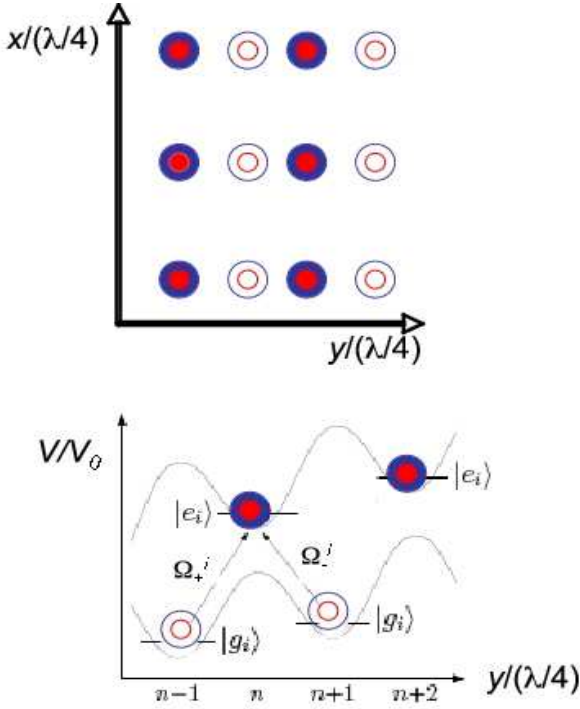 x/(λ/4)
y/(λ/4)
V/V₀
|eᵢ⟩
|eᵢ⟩
Ω₊ʲ
Ω₋ʲ
|gᵢ⟩
|gᵢ⟩
n−1 n n+1 n+2
y/(λ/4)